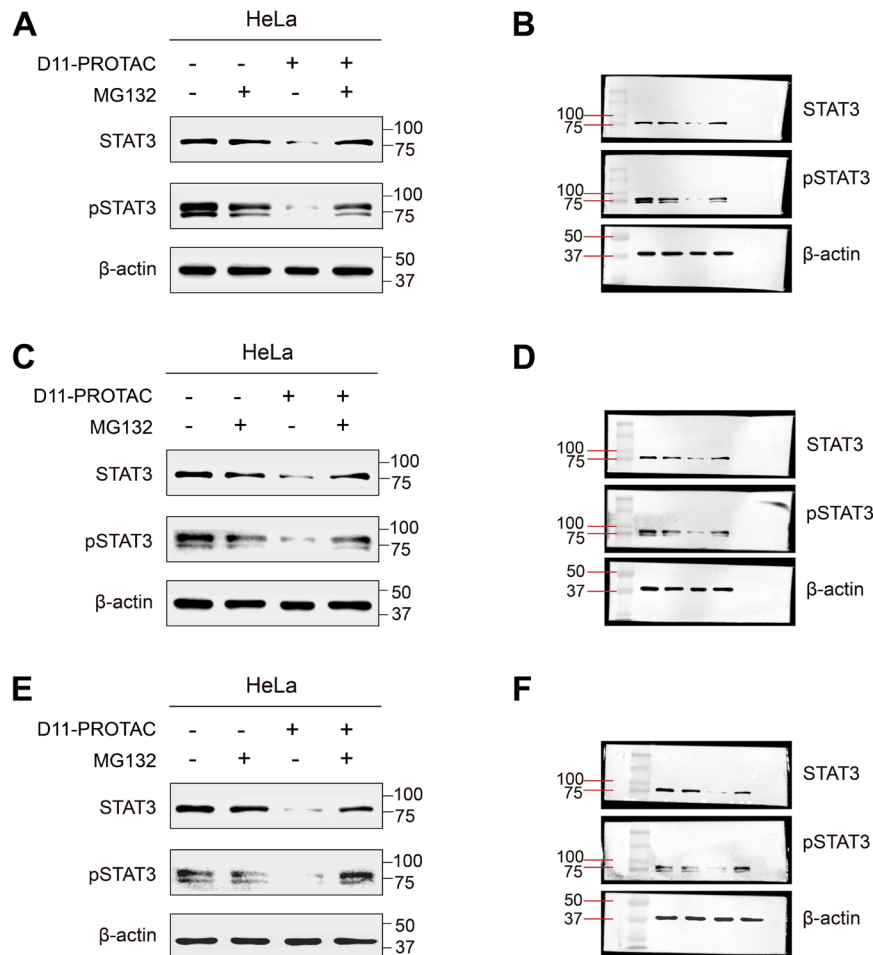 A
HeLa
D11-PROTAC - - + +
MG132 - + - +
STAT3
100
75
pSTAT3
100
75
β-actin
50
37
B
100
75
STAT3
100
75
pSTAT3
50
37
β-actin
C
HeLa
D11-PROTAC - - + +
MG132 - + - +
STAT3
100
75
pSTAT3
100
75
β-actin
50
37
D
100
75
STAT3
100
75
pSTAT3
50
37
β-actin
E
HeLa
D11-PROTAC - - + +
MG132 - + - +
STAT3
100
75
pSTAT3
100
75
β-actin
50
37
F
100
75
STAT3
100
75
pSTAT3
50
37
β-actin